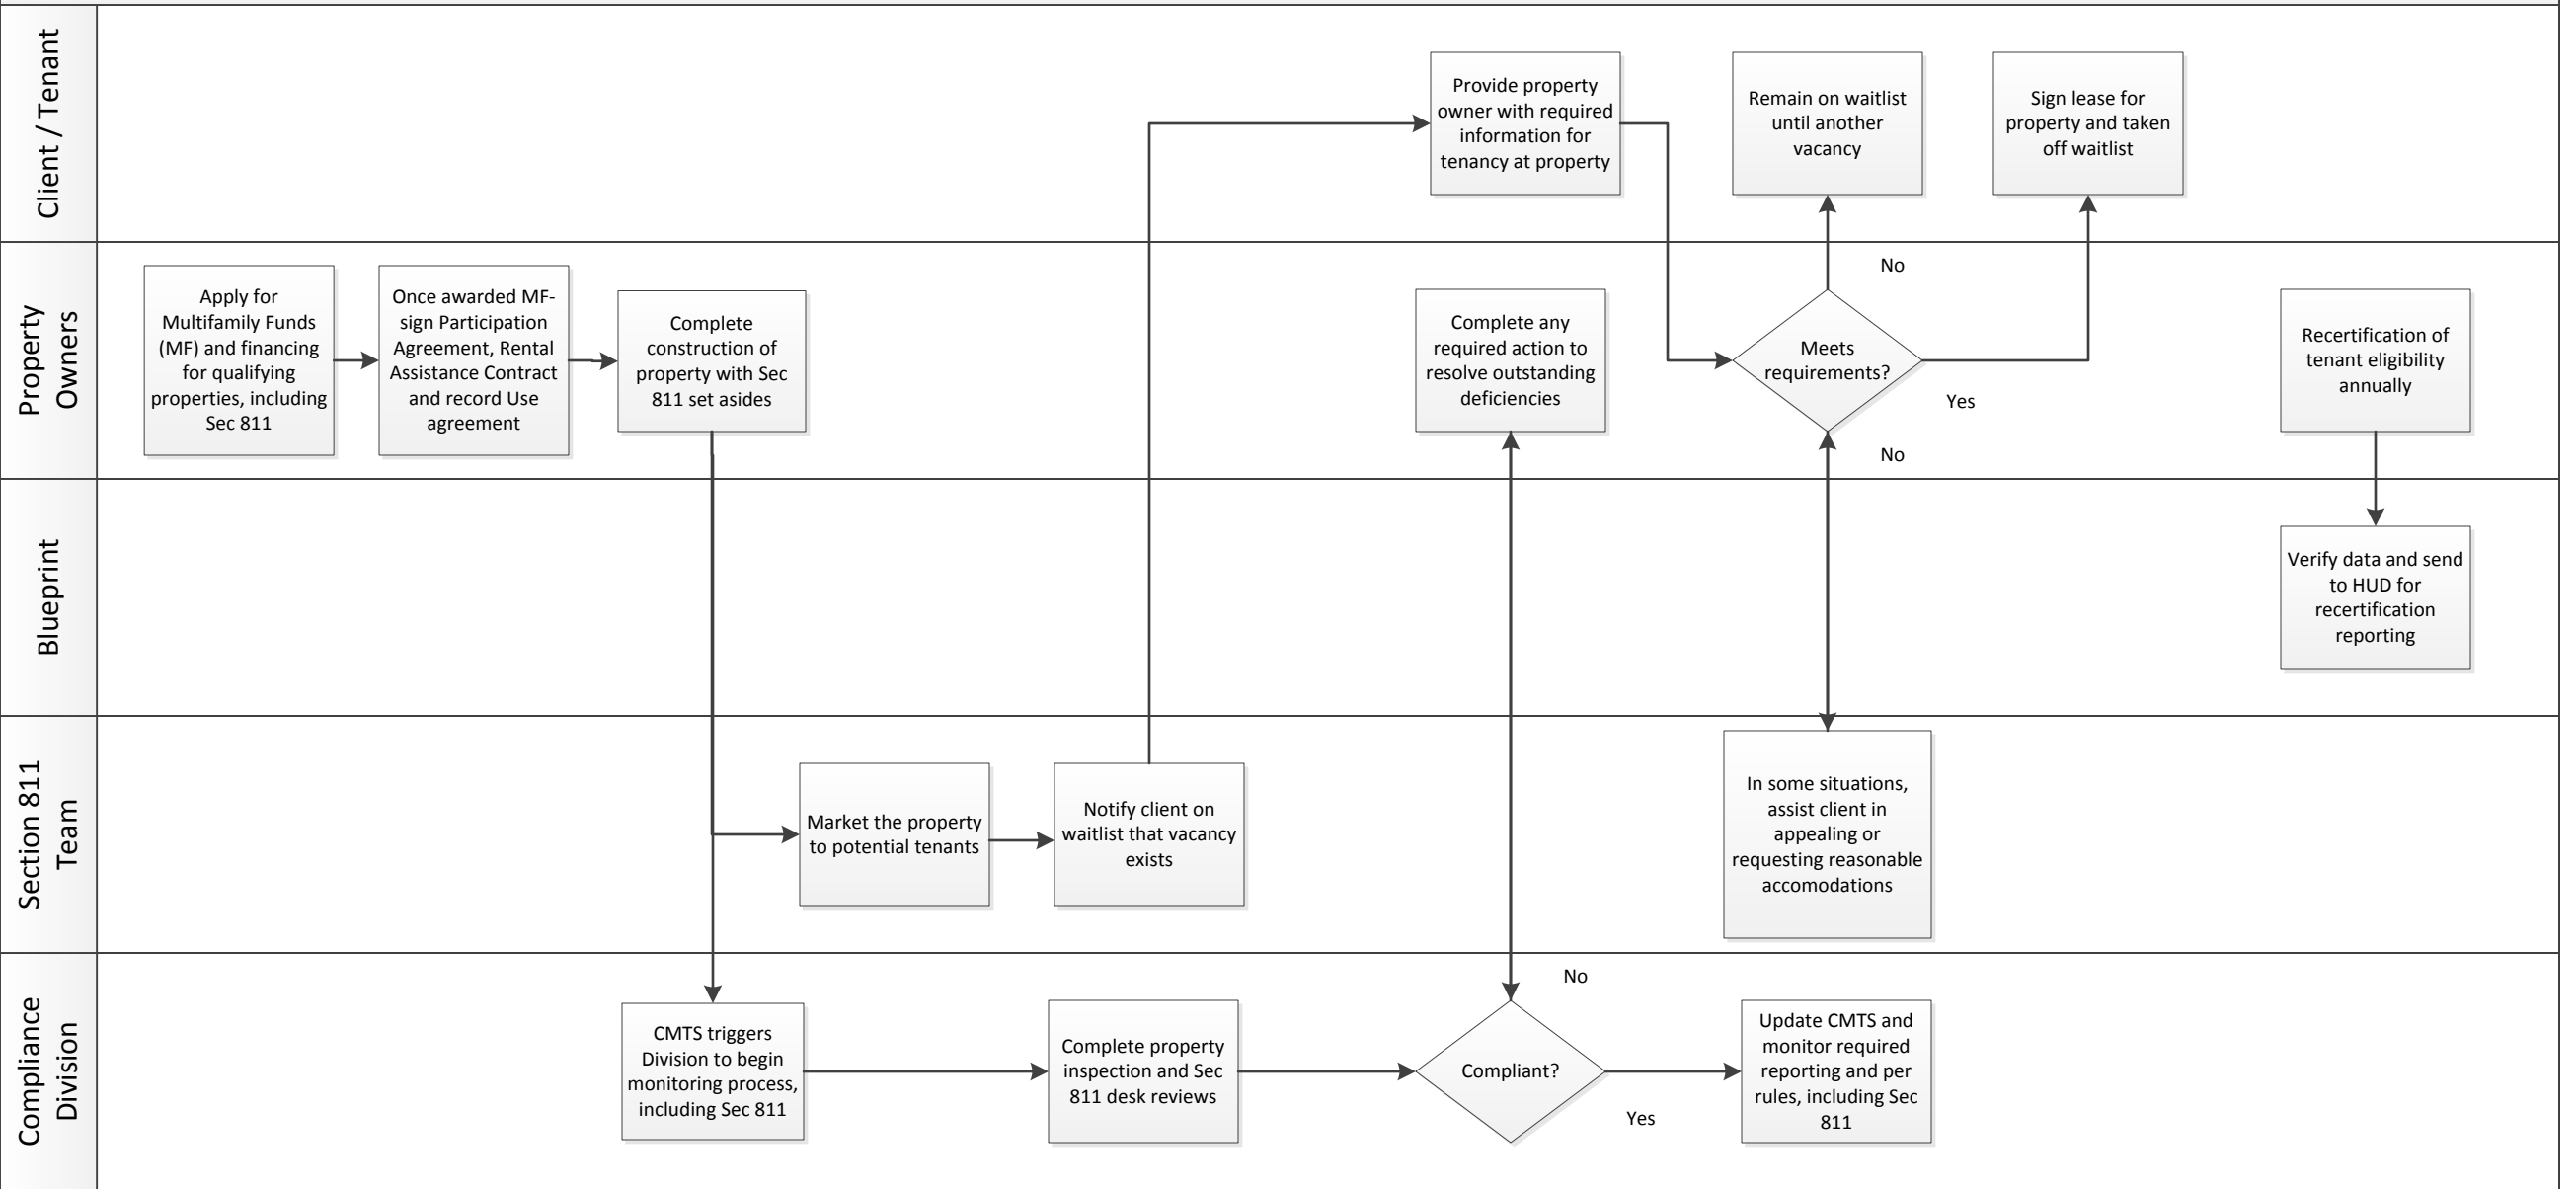 Client / Tenant
Provide property
owner with required
information for
tenancy at property
Remain on waitlist
until another
vacancy
Sign lease for
property and taken
off waitlist
Property
Owners
Apply for
Multifamily Funds
(MF) and financing
for qualifying
properties, including
Sec 811
Once awarded MF-
sign Participation
Agreement, Rental
Assistance Contract
and record Use
agreement
Complete
construction of
property with Sec
811 set asides
Complete any
required action to
resolve outstanding
deficiencies
Meets
requirements?
No
Yes
No
Recertification of
tenant eligibility
annually
Blueprint
Verify data and send
to HUD for
recertification
reporting
Section 811
Team
Market the property
to potential tenants
Notify client on
waitlist that vacancy
exists
In some situations,
assist client in
appealing or
requesting reasonable
accomodations
Compliance
Division
CMTS triggers
Division to begin
monitoring process,
including Sec 811
Complete property
inspection and Sec
811 desk reviews
Compliant?
No
Yes
Update CMTS and
monitor required
reporting and per
rules, including Sec
811